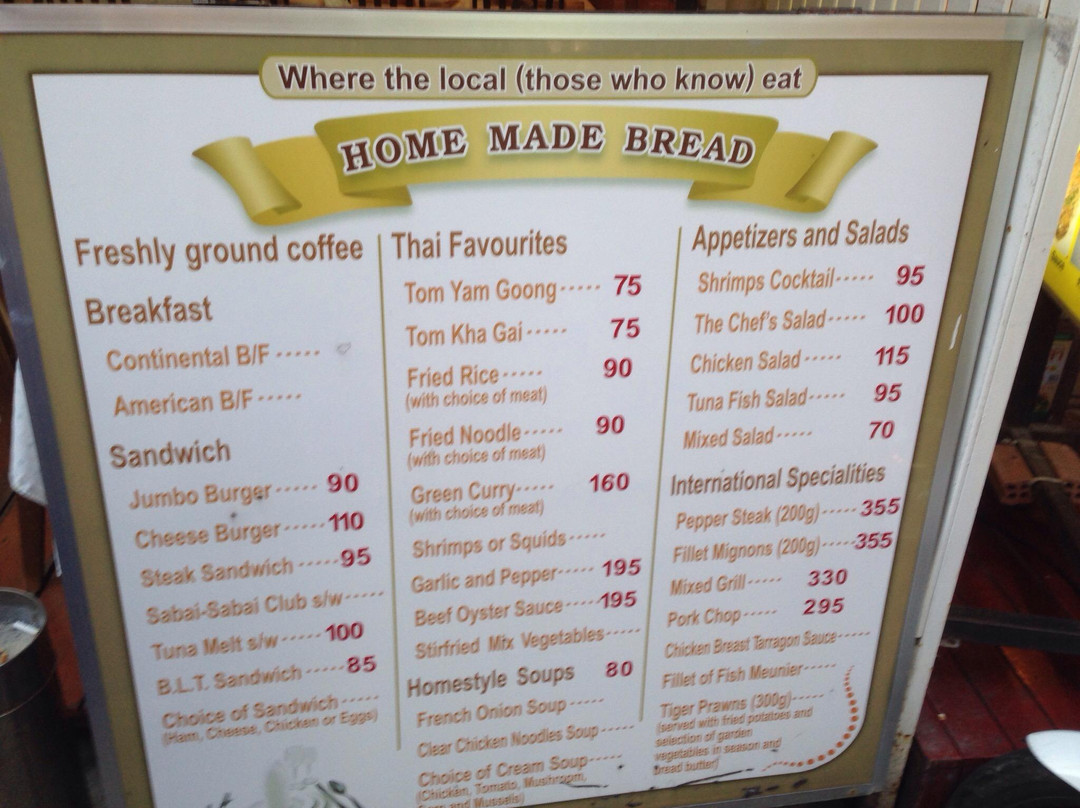 Where the local (those who know) eat
HOME MADE BREAD
Freshly ground coffee
Breakfast
Continental B/F ·····
American B/F ·····
Sandwich
Jumbo Burger ····· 90
Cheese Burger ····· 110
Steak Sandwich ····· 95
Sabai-Sabai Club s/w ·····
Tuna Melt s/w ····· 100
B.L.T. Sandwich ····· 85
Choice of Sandwich ·····
(Ham, Cheese, Chicken or Eggs)
Thai Favourites
Tom Yam Goong ····· 75
Tom Kha Gai ····· 75
Fried Rice ····· 90
(with choice of meat)
Fried Noodle ····· 90
(with choice of meat)
Green Curry ····· 160
(with choice of meat)
Shrimps or Squids ·····
Garlic and Pepper ····· 195
Beef Oyster Sauce ····· 195
Stirfried Mix Vegetables ·····
Homestyle Soups 80
French Onion Soup ·····
Clear Chicken Noodles Soup ·····
Choice of Cream Soup ·····
(Chicken, Tomato, Mushroom,
and Mussels)
Appetizers and Salads
Shrimps Cocktail ····· 95
The Chef's Salad ····· 100
Chicken Salad ····· 115
Tuna Fish Salad ····· 95
Mixed Salad ····· 70
International Specialities
Pepper Steak (200g) ····· 355
Fillet Mignons (200g) ····· 355
Mixed Grill ····· 330
Pork Chop ····· 295
Chicken Breast Tarragon Sauce ·····
Fillet of Fish Meunier ·····
Tiger Prawns (300g) ·····
(served with fried potatoes and
selection of garden
vegetables in season and
bread butter)